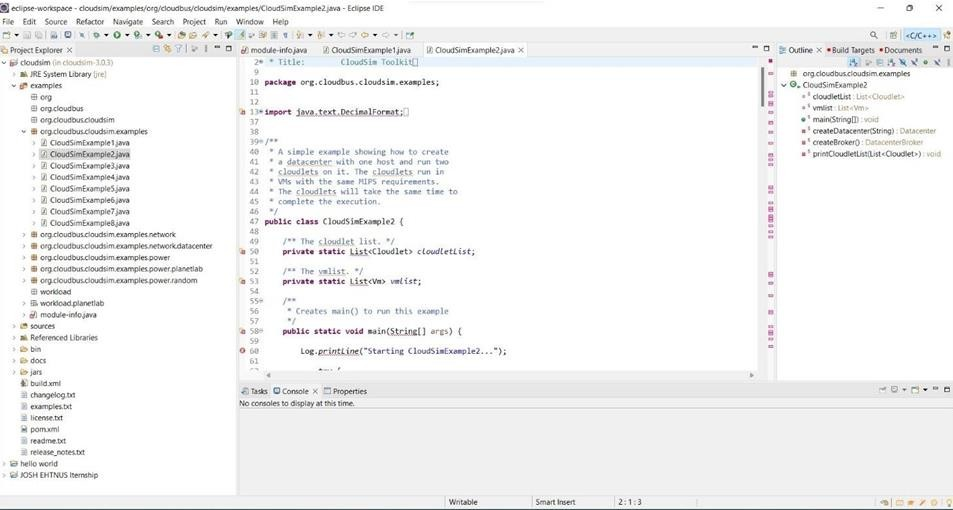 eclipse-workspace - cloudsim/examples/org/cloudbus/cloudsim/examples/CloudSimExample2.java - Eclipse IDE
File Edit Source Refactor Navigate Search Project Run Window Help
C/C++
Project Explorer
cloudsim (in cloudsim-3.0.3)
JRE System Library [jre]
examples
org
org.cloudbus
org.cloudbus.cloudsim
org.cloudbus.cloudsim.examples
CloudSimExample1.java
CloudSimExample2.java
CloudSimExample3.java
CloudSimExample4.java
CloudSimExample5.java
CloudSimExample6.java
CloudSimExample7.java
CloudSimExample8.java
org.cloudbus.cloudsim.examples.network
org.cloudbus.cloudsim.examples.network.datacenter
org.cloudbus.cloudsim.examples.power
org.cloudbus.cloudsim.examples.power.planetlab
org.cloudbus.cloudsim.examples.power.random
workload
workload.planetlab
module-info.java
sources
Referenced Libraries
bin
docs
jars
build.xml
changelog.txt
examples.txt
license.txt
pom.xml
readme.txt
release_notes.txt
hello world
JOSH EHTNUS Iternship
module-info.java CloudSimExample1.java CloudSimExample2.java
2 * Title: CloudSim Toolkit
9
10 package org.cloudbus.cloudsim.examples;
11
12
13 import java.text.DecimalFormat;
37
38
39 /**
40 * A simple example showing how to create
41 * a datacenter with one host and run two
42 * cloudlets on it. The cloudlets run in
43 * VMs with the same MIPS requirements.
44 * The cloudlets will take the same time to
45 * complete the execution.
46 */
47 public class CloudSimExample2 {
48
49 /** The cloudlet list. */
50 private static List<Cloudlet> cloudletList;
51
52 /** The vmlist. */
53 private static List<Vm> vmlist;
54
55 /**
56 * Creates main() to run this example
57 */
58 public static void main(String[] args) {
59
60 Log.printLine("Starting CloudSimExample2...");
61
Outline Build Targets Documents
org.cloudbus.cloudsim.examples
CloudSimExample2
cloudletList : List<Cloudlet>
vmlist : List<Vm>
main(String[]) : void
createDatacenter(String) : Datacenter
createBroker() : DatacenterBroker
printCloudletList(List<Cloudlet>) : void
Tasks Console Properties
No consoles to display at this time.
Writable Smart Insert 2 : 1 : 3